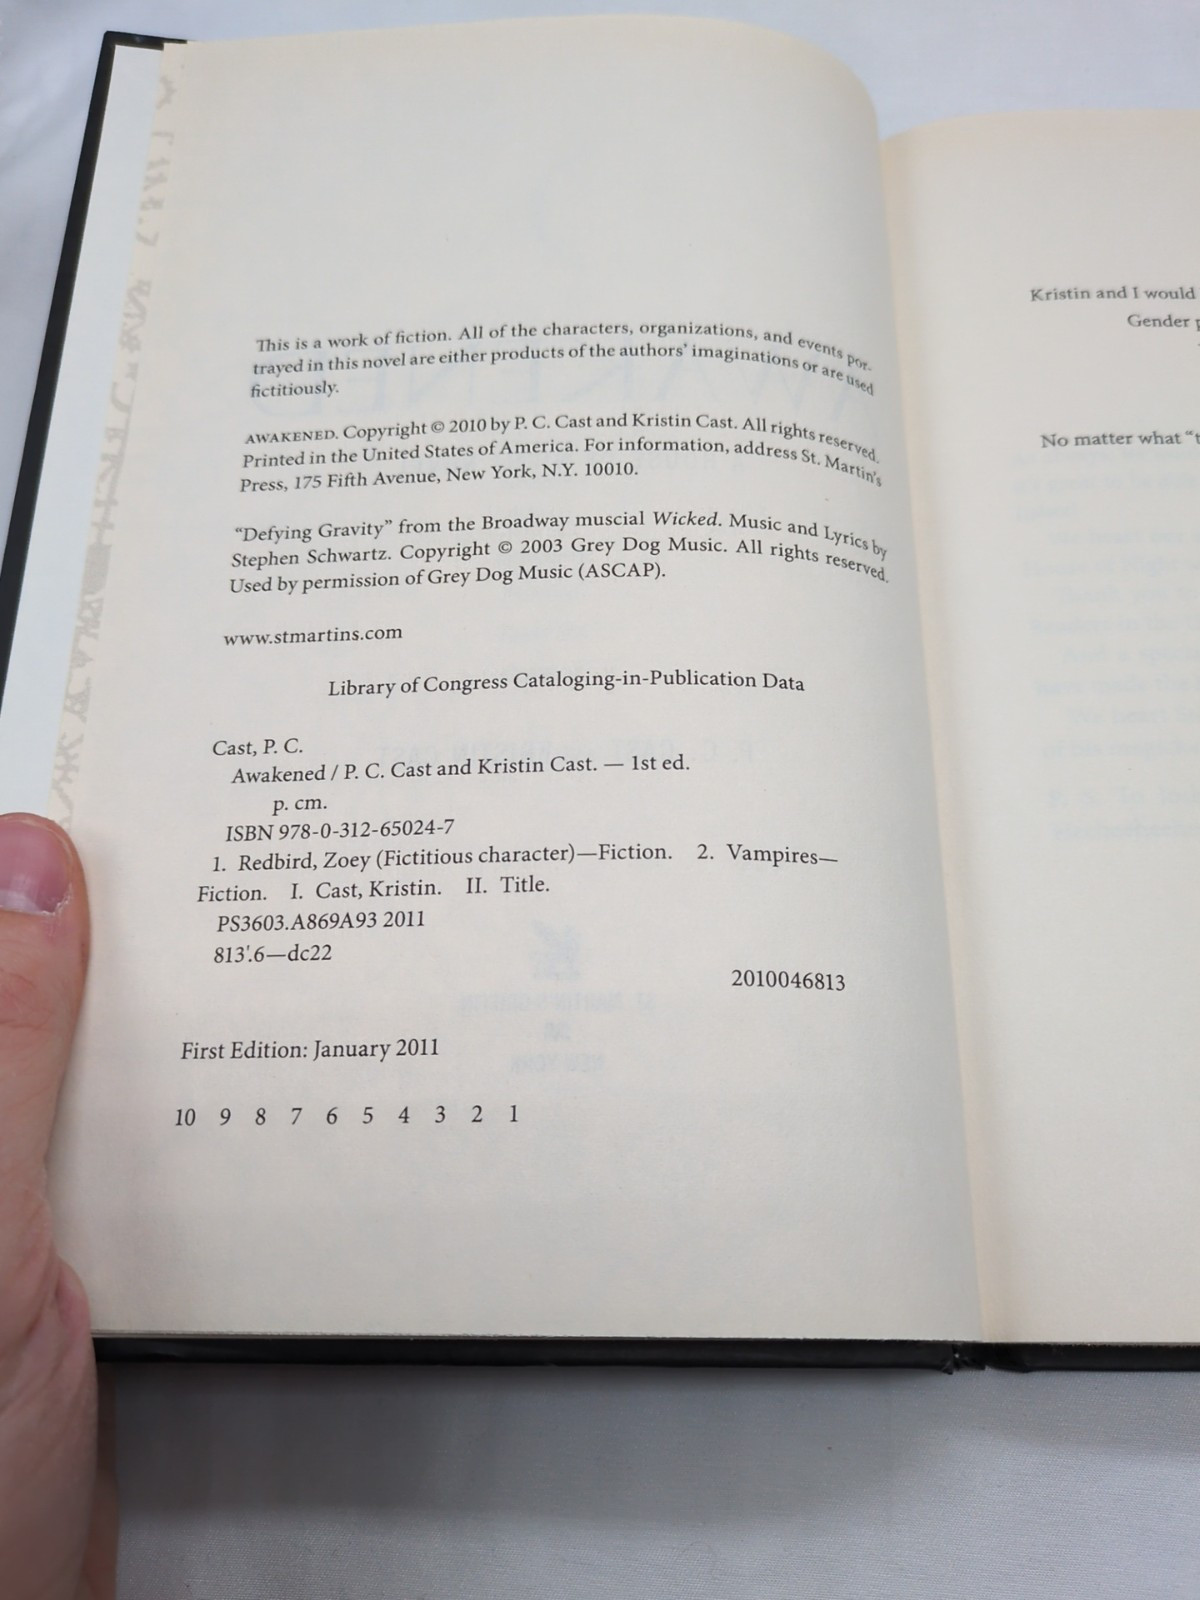 This is a work of fiction. All of the characters, organizations, and events por-
trayed in this novel are either products of the authors' imaginations or are used
fictitiously.
AWAKENED. Copyright © 2010 by P. C. Cast and Kristin Cast. All rights reserved.
Printed in the United States of America. For information, address St. Martin's
Press, 175 Fifth Avenue, New York, N.Y. 10010.
"Defying Gravity" from the Broadway muscial Wicked. Music and Lyrics by
Stephen Schwartz. Copyright © 2003 Grey Dog Music. All rights reserved.
Used by permission of Grey Dog Music (ASCAP).
www.stmartins.com
Library of Congress Cataloging-in-Publication Data
Cast, P. C.
Awakened / P. C. Cast and Kristin Cast. — 1st ed.
p. cm.
ISBN 978-0-312-65024-7
1. Redbird, Zoey (Fictitious character)—Fiction. 2. Vampires—
Fiction. I. Cast, Kristin. II. Title.
PS3603.A869A93 2011
813'.6—dc22
2010046813
First Edition: January 2011
10 9 8 7 6 5 4 3 2 1
Kristin and I would
Gender
No matter what